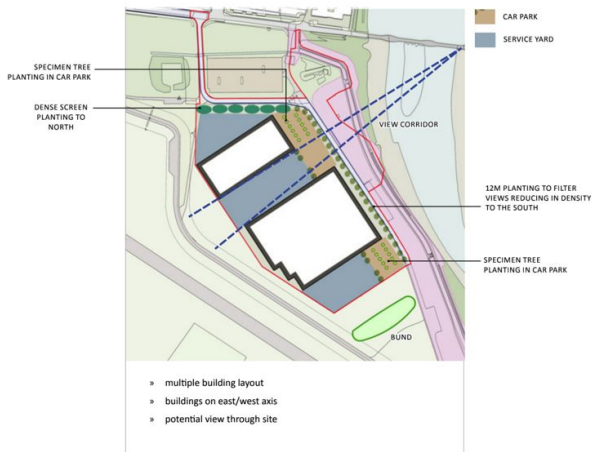 CAR PARK
SERVICE YARD
SPECIMEN TREE
PLANTING IN CAR PARK
DENSE SCREEN
PLANTING TO
NORTH
VIEW CORRIDOR
12M PLANTING TO FILTER
VIEWS REDUCING IN DENSITY
TO THE SOUTH
SPECIMEN TREE
PLANTING IN CAR PARK
BUND
» multiple building layout
» buildings on east/west axis
» potential view through site